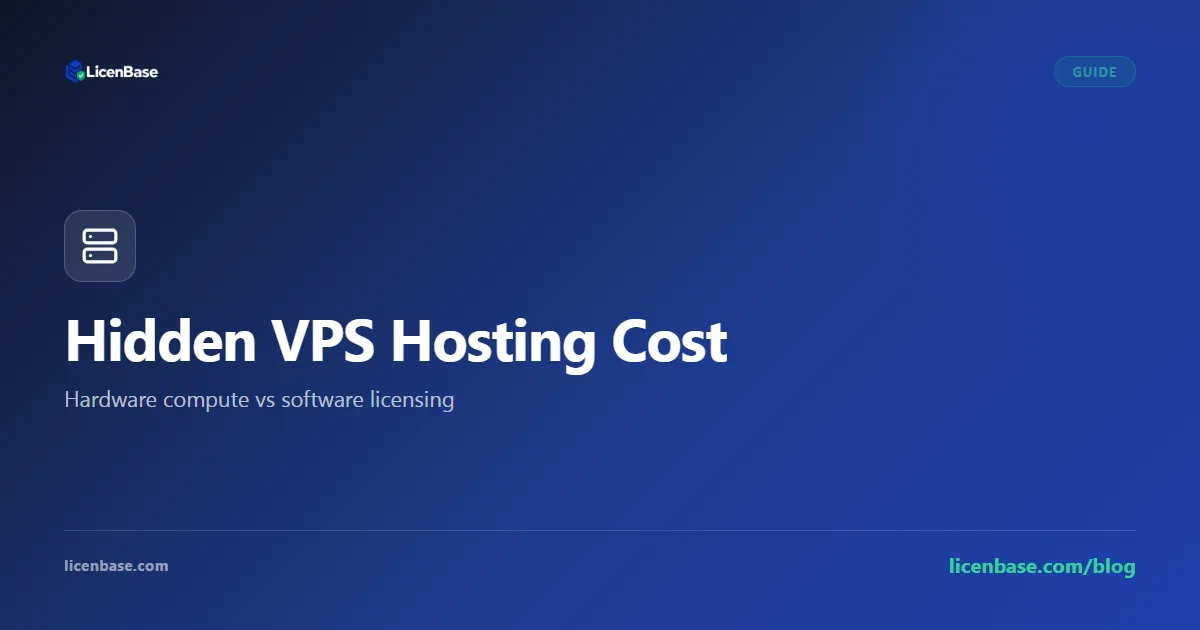 LicenBase
GUIDE
Hidden VPS Hosting Cost
Hardware compute vs software licensing
licenbase.com
licenbase.com/blog